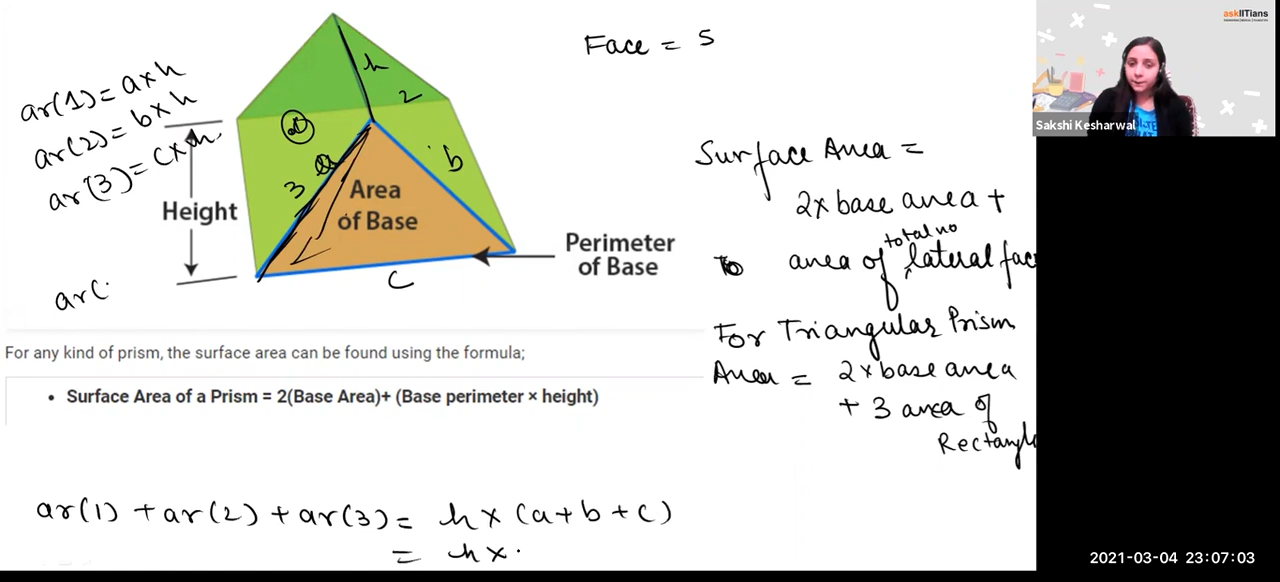 ar(1) = a×h
ar(2) = b×h
ar(3) = c×h
Height
ar(
h
2
a
3
b
Area
of Base
c
Perimeter
of Base
Face = 5
Surface Area =
2× base area +
total no
area of lateral fac
For Triangular Prism
Area = 2× base area
+ 3 area of
Rectangl
For any kind of prism, the surface area can be found using the formula;
• Surface Area of a Prism = 2(Base Area)+ (Base perimeter × height)
ar(1) + ar(2) + ar(3) = h × (a+b+c)
= h ×
askIITians
Sakshi Kesharwal
2021-03-04 23:07:03